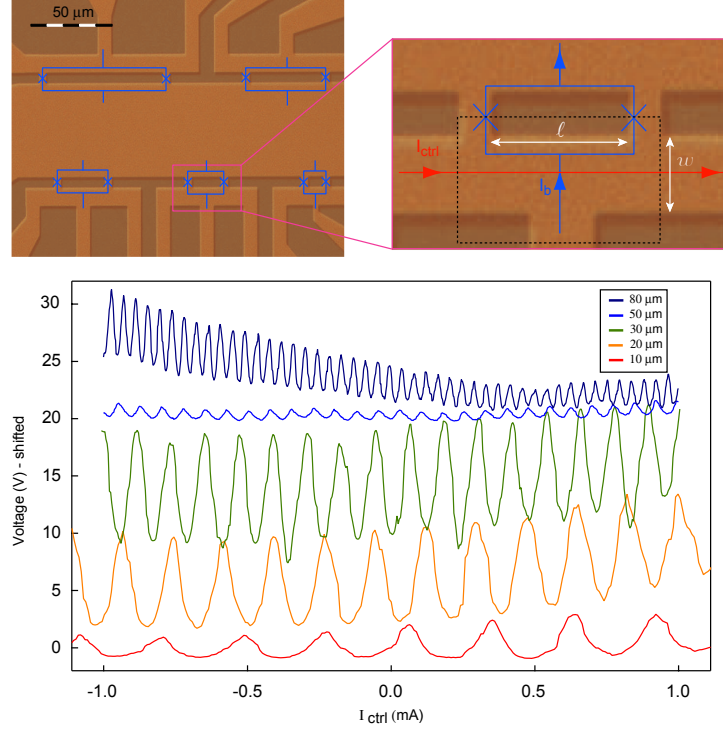 50 µm
ℓ
I_ctrl
w
I_b
30
25
20
15
10
5
0
Voltage (V) - shifted
80 µm
50 µm
30 µm
20 µm
10 µm
-1.0
-0.5
0.0
0.5
1.0
I ctrl (mA)